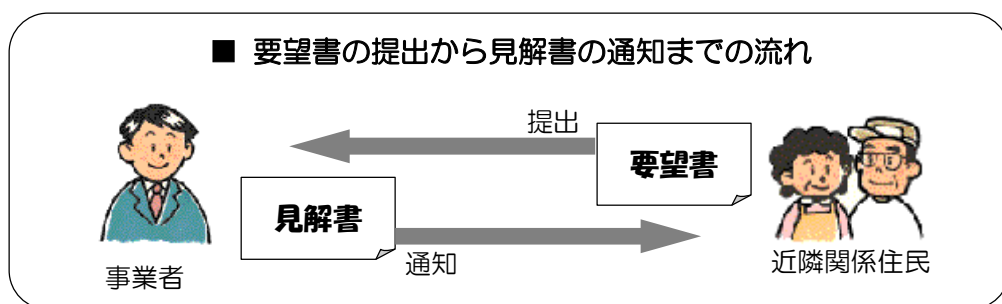 ■ 要望書の提出から見解書の通知までの流れ
提出
要望書
見解書
通知
事業者
近隣関係住民